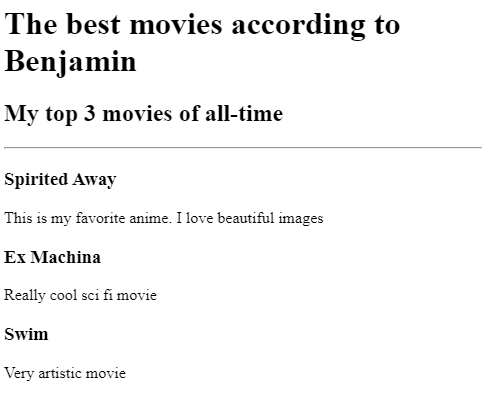 The best movies according to
Benjamin
My top 3 movies of all-time
Spirited Away
This is my favorite anime. I love beautiful images
Ex Machina
Really cool sci fi movie
Swim
Very artistic movie